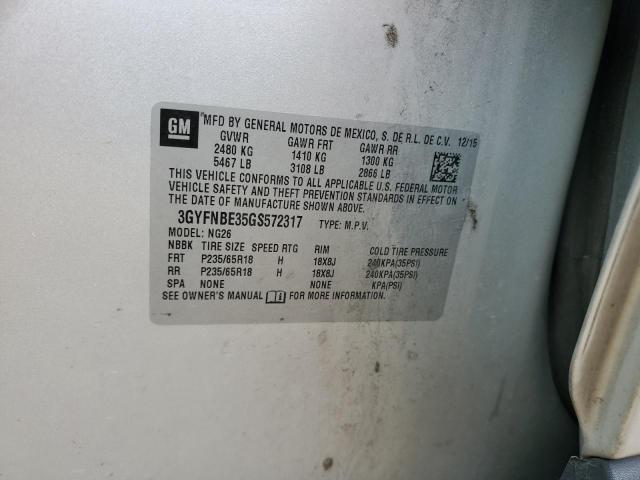 GM
MFD BY GENERAL MOTORS DE MEXICO, S. DE R.L. DE C.V. 12/15
GVWR GAWR FRT GAWR RR
2480 KG 1410 KG 1300 KG
5467 LB 3108 LB 2866 LB
THIS VEHICLE CONFORMS TO ALL APPLICABLE U.S. FEDERAL MOTOR
VEHICLE SAFETY AND THEFT PREVENTION STANDARDS IN EFFECT ON
THE DATE OF MANUFACTURE SHOWN ABOVE.
3GYFNBE35GS572317 TYPE: M.P.V.
MODEL: NG26
NBBK TIRE SIZE SPEED RTG RIM COLD TIRE PRESSURE
FRT P235/65R18 H 18X8J 240KPA(35PSI)
RR P235/65R18 H 18X8J 240KPA(35PSI)
SPA NONE NONE KPA(PSI)
SEE OWNER'S MANUAL FOR MORE INFORMATION.